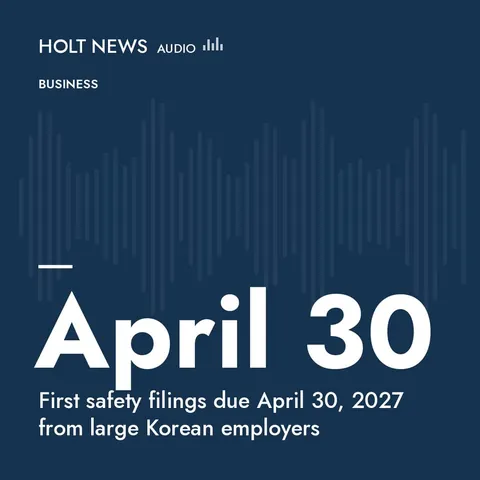 HOLT NEWS AUDIO
BUSINESS
April 30
First safety filings due April 30, 2027
from large Korean employers